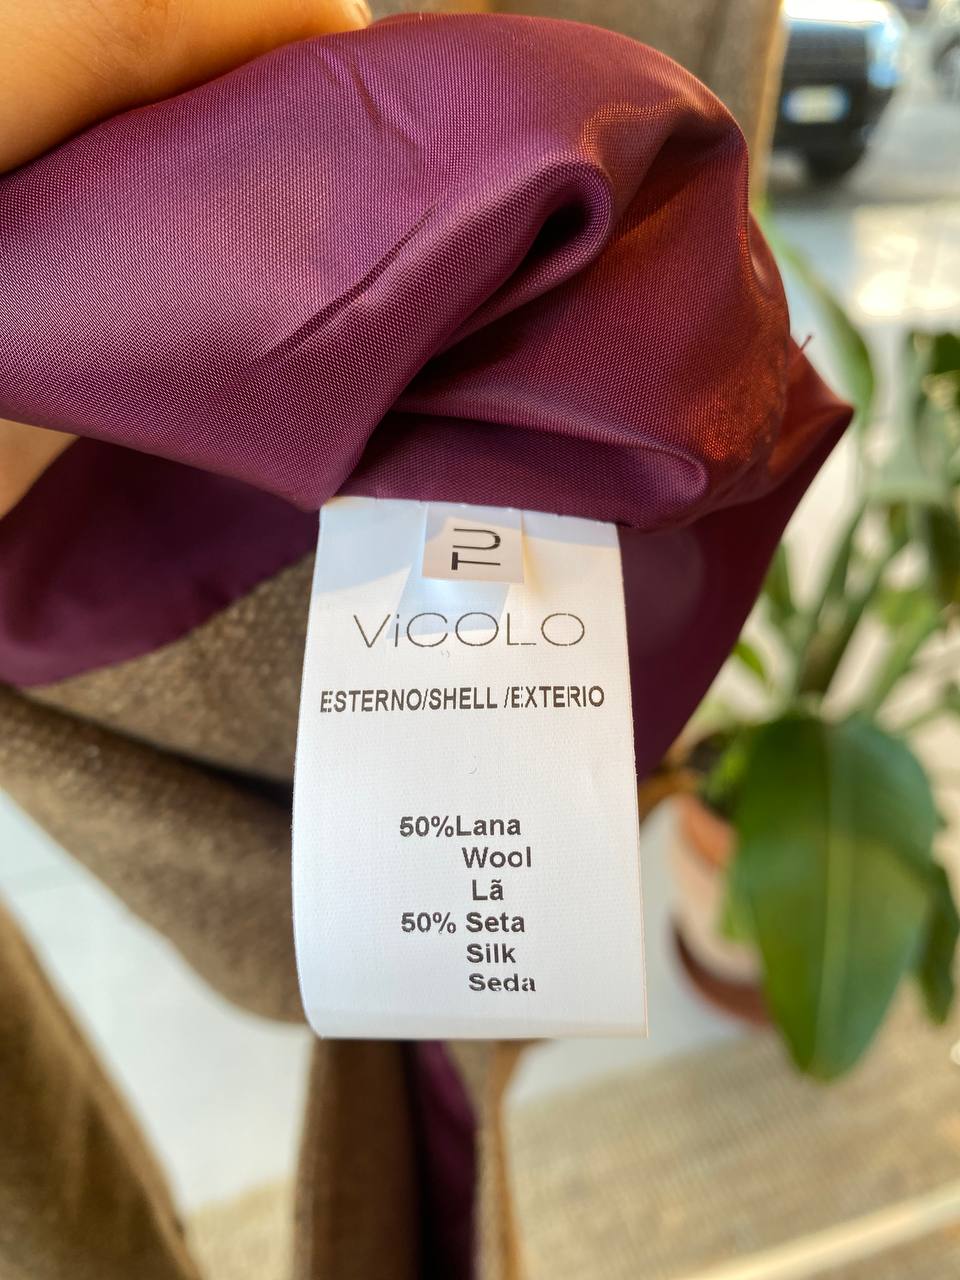 TU
ViCOLO
ESTERNO/SHELL /EXTERIO
50%Lana
Wool
Lã
50% Seta
Silk
Seda